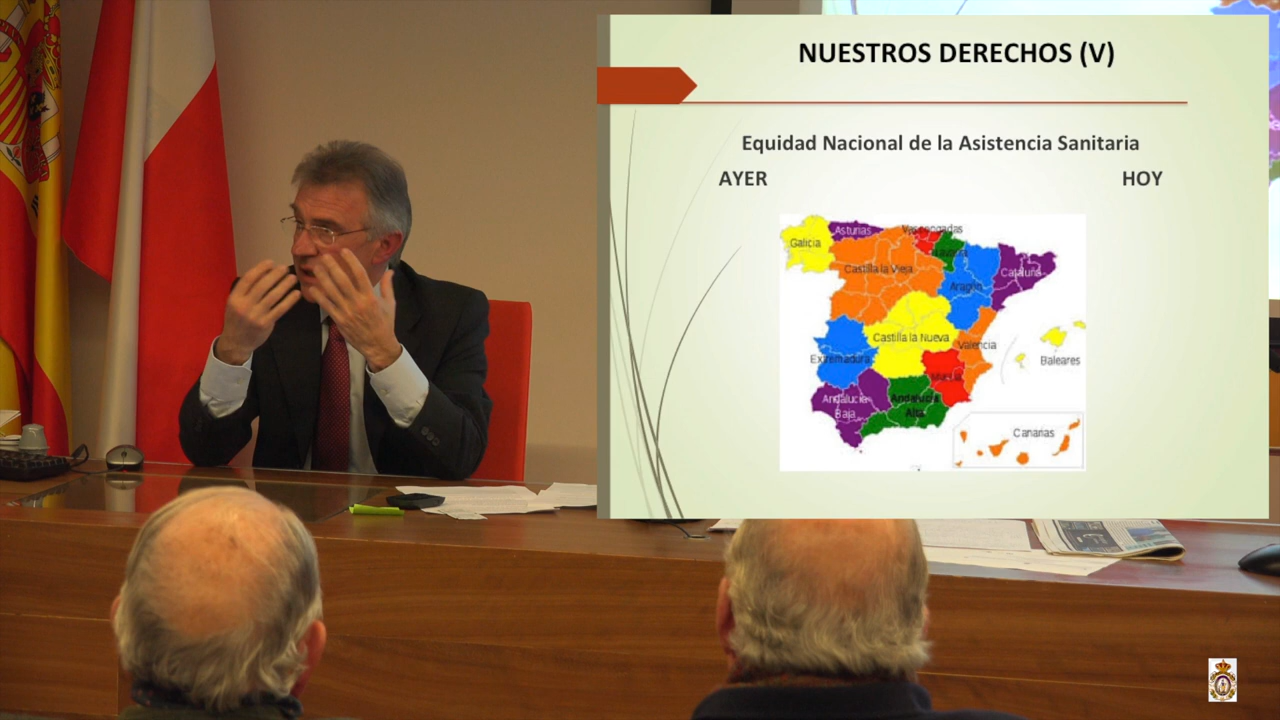 NUESTROS DERECHOS (V)
Equidad Nacional de la Asistencia Sanitaria
AYER HOY
Asturias
Vascongadas
Galicia
Navarra
Castilla la Vieja
Cataluña
Aragón
Castilla la Nueva
Valencia
Extremadura
Baleares
Murcia
Andalucía
Baja
Andalucía
Alta
Canarias